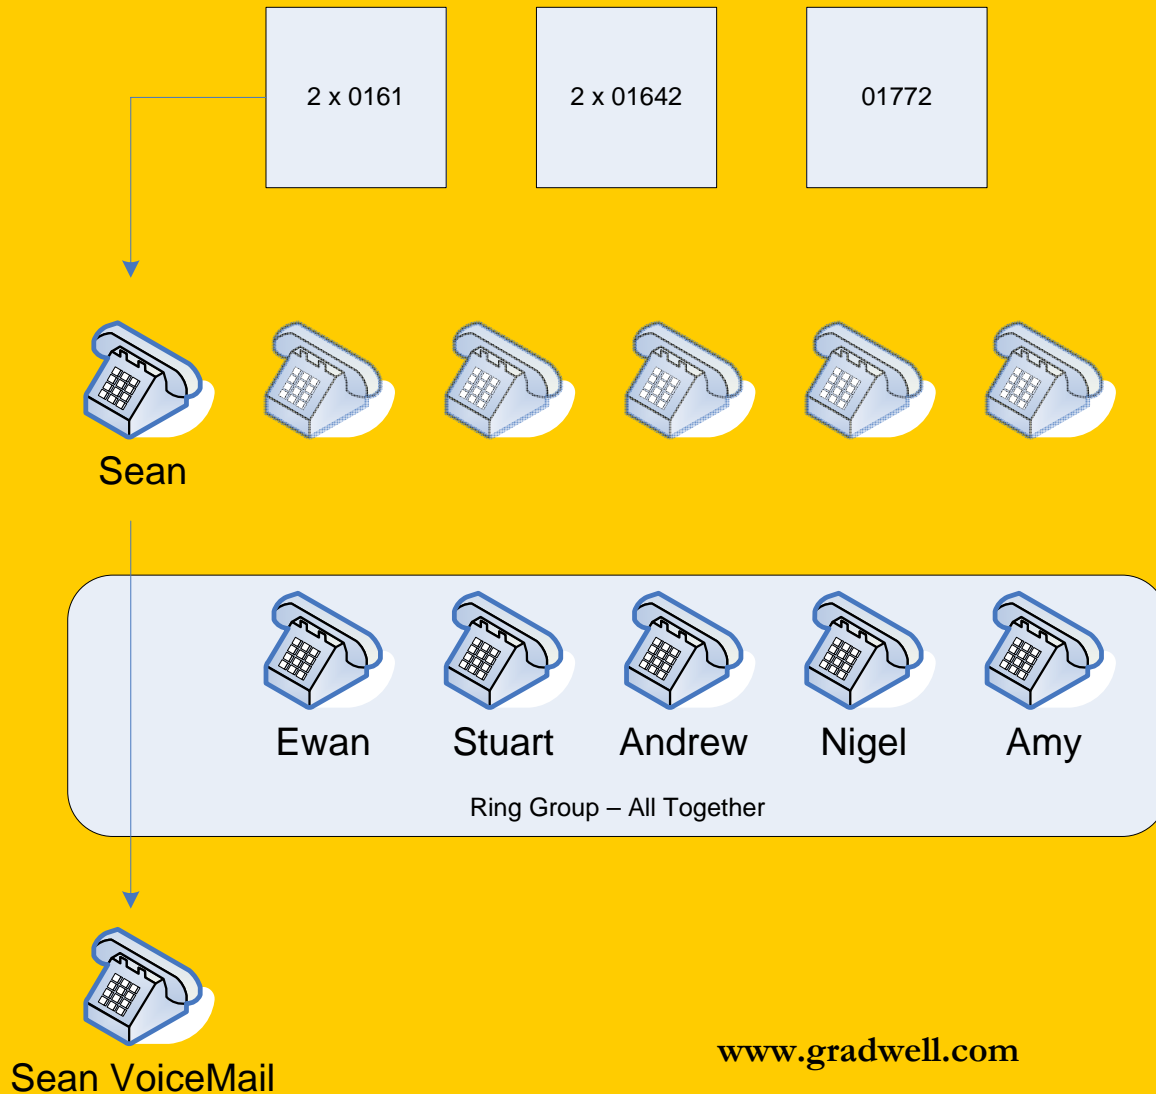 2 x 0161
2 x 01642
01772
Sean
Ewan
Stuart
Andrew
Nigel
Amy
Ring Group – All Together
www.gradwell.com
Sean VoiceMail